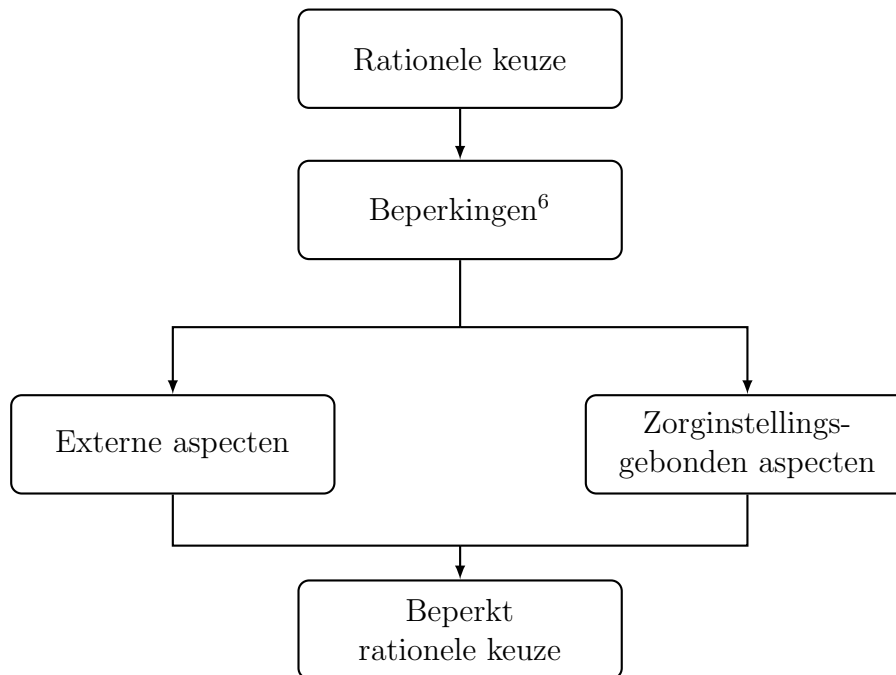 Rationele keuze
Beperkingen⁶
Externe aspecten
Zorginstellings-
gebonden aspecten
Beperkt
rationele keuze